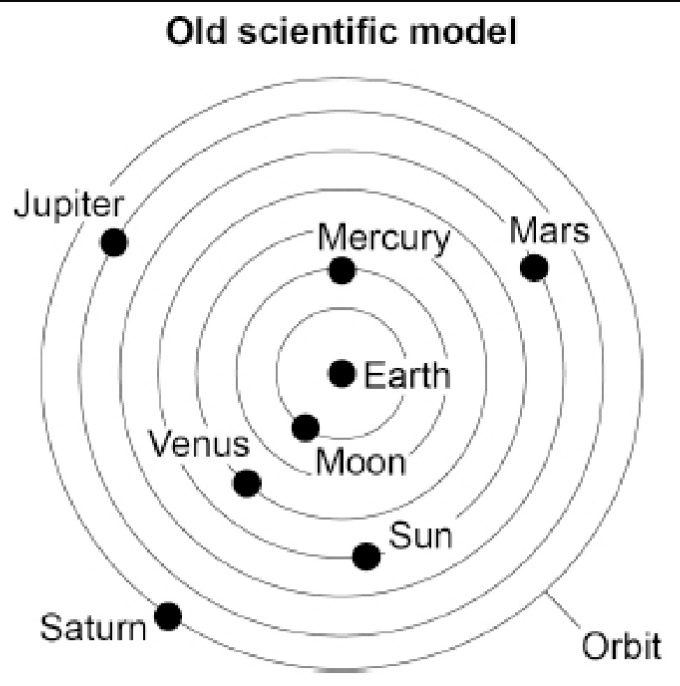 Old scientific model
Jupiter
Mercury
Mars
Earth
Venus
Moon
Sun
Saturn
Orbit